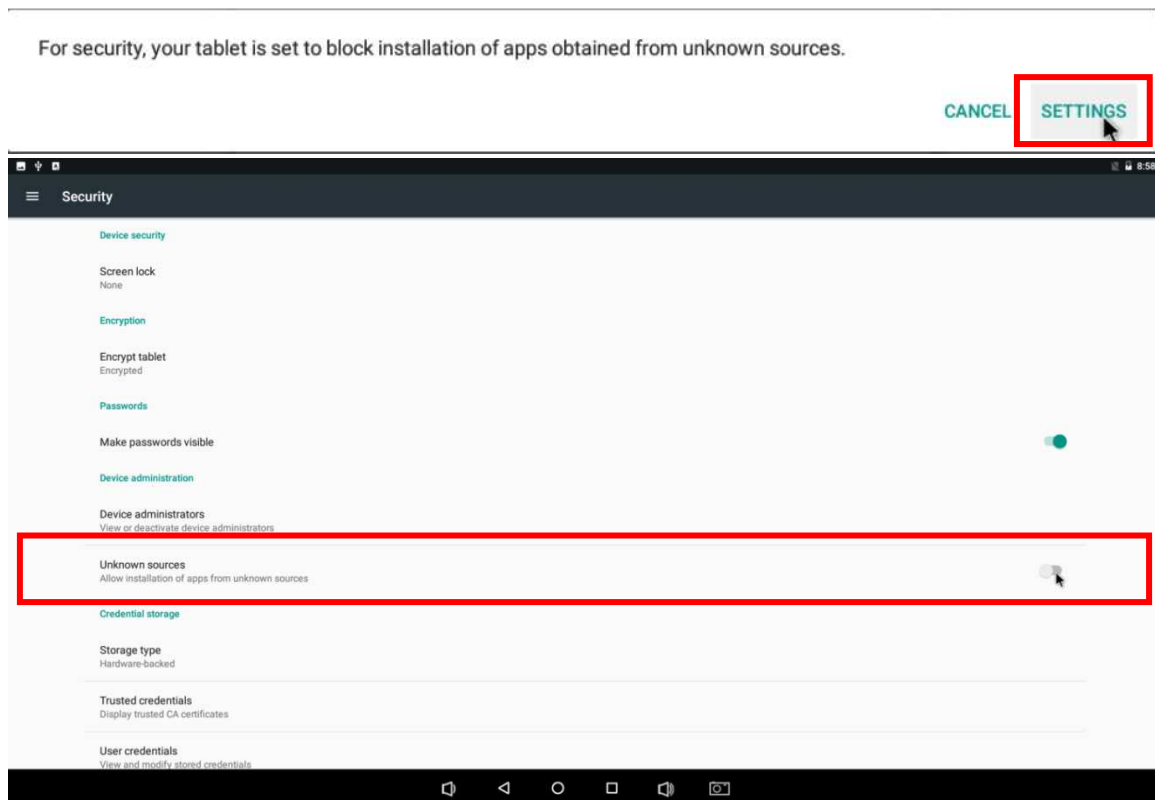 For security, your tablet is set to block installation of apps obtained from unknown sources.
CANCEL SETTINGS
8:58
Security
Device security
Screen lock
None
Encryption
Encrypt tablet
Encrypted
Passwords
Make passwords visible
Device administration
Device administrators
View or deactivate device administrators
Unknown sources
Allow installation of apps from unknown sources
Credential storage
Storage type
Hardware-backed
Trusted credentials
Display trusted CA certificates
User credentials
View and modify stored credentials